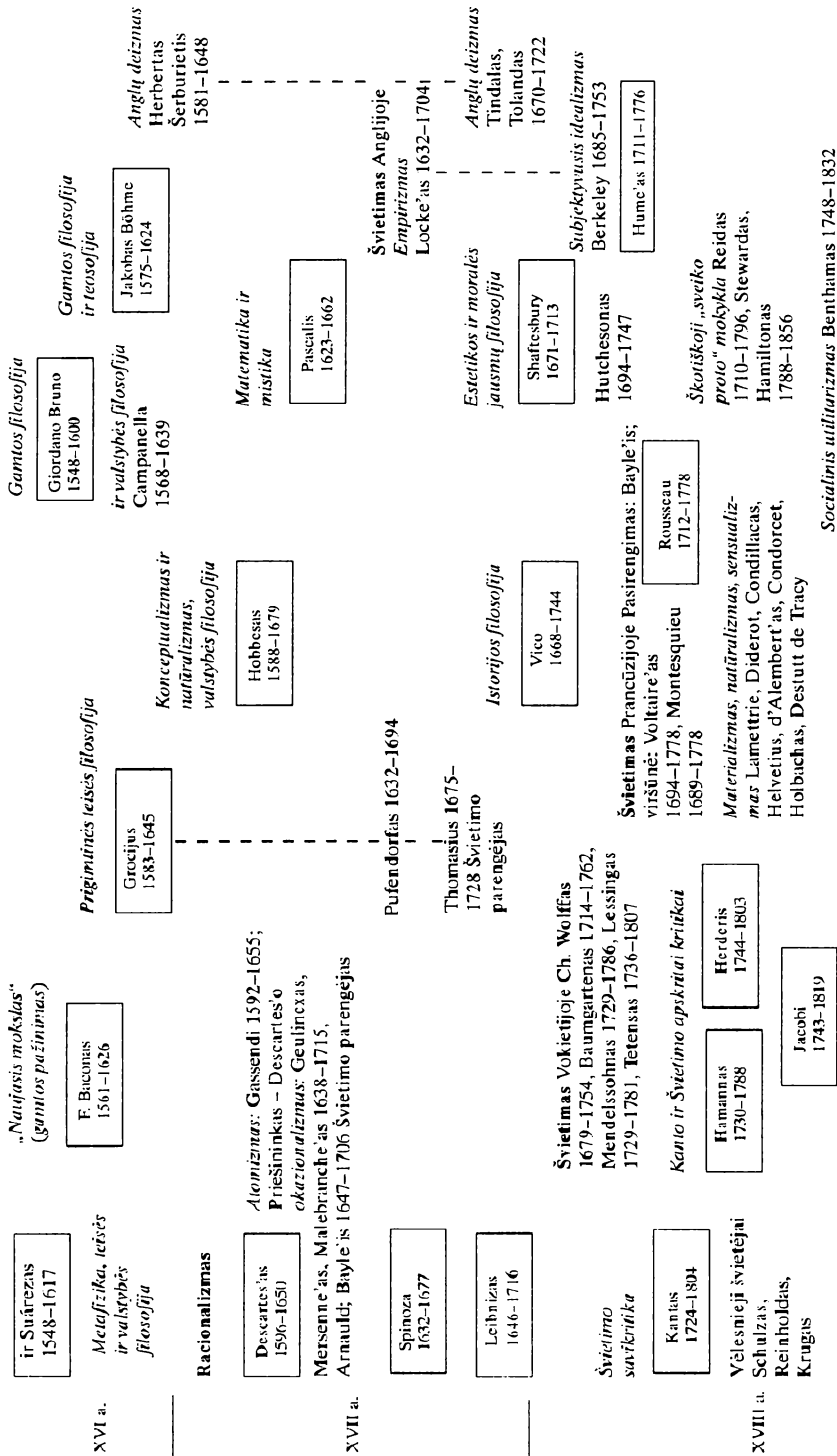 XVI a.
ir Suárezas
1548–1617
Metafizika, teisės
ir valstybės
filosofija
„Naujasis mokslas“
(gamtos pažinimas)
F. Baconas
1561–1626
Prigimtinės teisės filosofija
Grocijus
1583–1645
Gamtos filosofija
Giordano Bruno
1548–1600
ir valstybės filosofija
Campanella
1568–1639
Gamtos filosofija
ir teosofija
Jakobas Böhme
1575–1624
Anglų deizmas
Herbertas
Šerburietis
1581–1648
XVII a.
Racionalizmas
Descartes'as
1596–1650
Atomizmas: Gassendi 1592–1655;
Priešininkas – Descartes'o
okazionalizmas: Geulincxas,
Mersenne'as, Malebranche'as 1638–1715,
Arnauld; Bayle'is 1647–1706 Švietimo parengėjas
Konceptualizmas ir
natūralizmas,
valstybės filosofija
Hobbesas
1588–1679
Matematika ir
mistika
Pascalis
1623–1662
Spinoza
1632–1677
Pufendorfas 1632–1694
Švietimas Anglijoje
Empirizmas
Locke'as 1632–1704
Leibnizas
1646–1716
Thomasius 1675–
1728 Švietimo
parengėjas
Istorijos filosofija
Vico
1668–1744
Estetikos ir moralės
jausmų filosofija
Shaftesbury
1671–1713
Hutchesonas
1694–1747
Anglų deizmas
Tindalas,
Tolandas
1670–1722
Subjektyvusis idealizmas
Berkeley 1685–1753
Hume'as 1711–1776
XVIII a.
Švietimo
savikritika
Kantas
1724–1804
Vėlesnieji švietėjai
Schulzas,
Reinholdas,
Krugas
Švietimas Vokietijoje Ch. Wolffas
1679–1754, Baumgartenas 1714–1762,
Mendelssohnas 1729–1786, Lessingas
1729–1781, Tetensas 1736–1807
Kanto ir Švietimo apskritai kritikai
Hamannas
1730–1788
Herderis
1744–1803
Jacobi
1743–1819
Švietimas Prancūzijoje Pasirengimas: Bayle'is;
viršūnė: Voltaire'as
1694–1778, Montesquieu
1689–1778
Rousseau
1712–1778
Materializmas, natūralizmas, sensualiz-
mas Lamettrie, Diderot, Condillacas,
Helvetius, d'Alembert'as, Condorcet,
Holbachas, Destutt de Tracy
Škotiškoji „sveiko
proto“ mokykla Reidas
1710–1796, Stewardas,
Hamiltonas
1788–1856
Socialinis utilitarizmas Benthamas 1748–1832